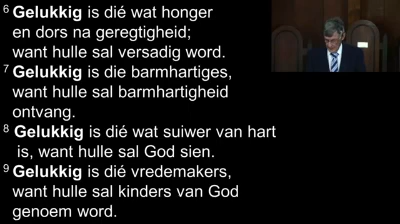 6 Gelukkig is dié wat honger
en dors na geregtigheid;
want hulle sal versadig word.
7 Gelukkig is die barmhartiges,
want hulle sal barmhartigheid
ontvang.
8 Gelukkig is dié wat suiwer van hart
is, want hulle sal God sien.
9 Gelukkig is dié vredemakers,
want hulle sal kinders van God
genoem word.